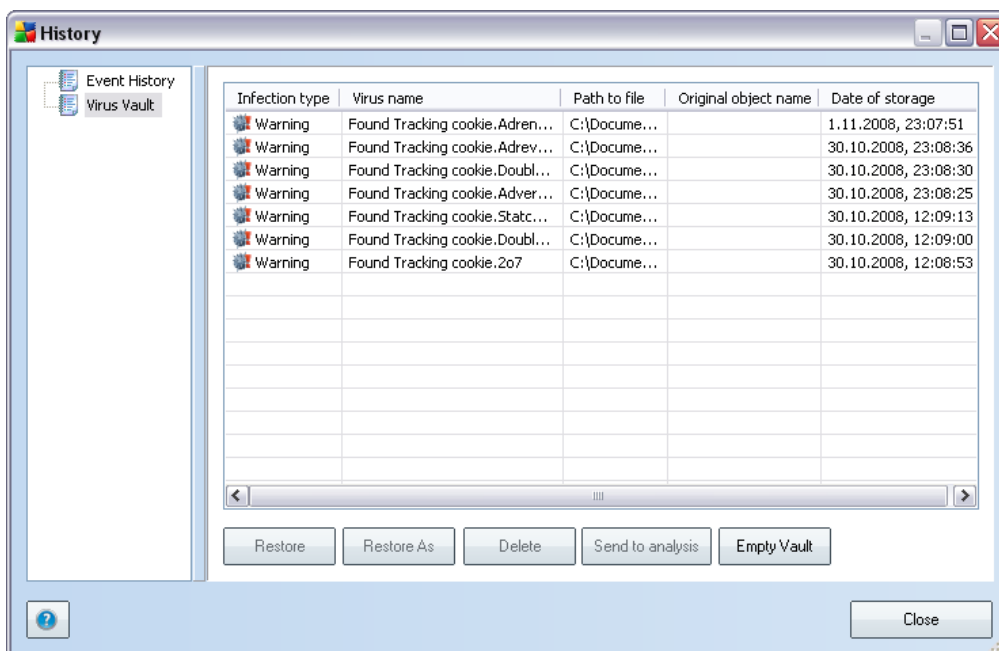 History
Event History
Virus Vault
Infection type Virus name Path to file Original object name Date of storage
Warning Found Tracking cookie.Adren... C:\Docume... 1.11.2008, 23:07:51
Warning Found Tracking cookie.Adrev... C:\Docume... 30.10.2008, 23:08:36
Warning Found Tracking cookie.Doubl... C:\Docume... 30.10.2008, 23:08:30
Warning Found Tracking cookie.Adver... C:\Docume... 30.10.2008, 23:08:25
Warning Found Tracking cookie.Statc... C:\Docume... 30.10.2008, 12:09:13
Warning Found Tracking cookie.Doubl... C:\Docume... 30.10.2008, 12:09:00
Warning Found Tracking cookie.2o7 C:\Docume... 30.10.2008, 12:08:53
Restore Restore As Delete Send to analysis Empty Vault
? Close